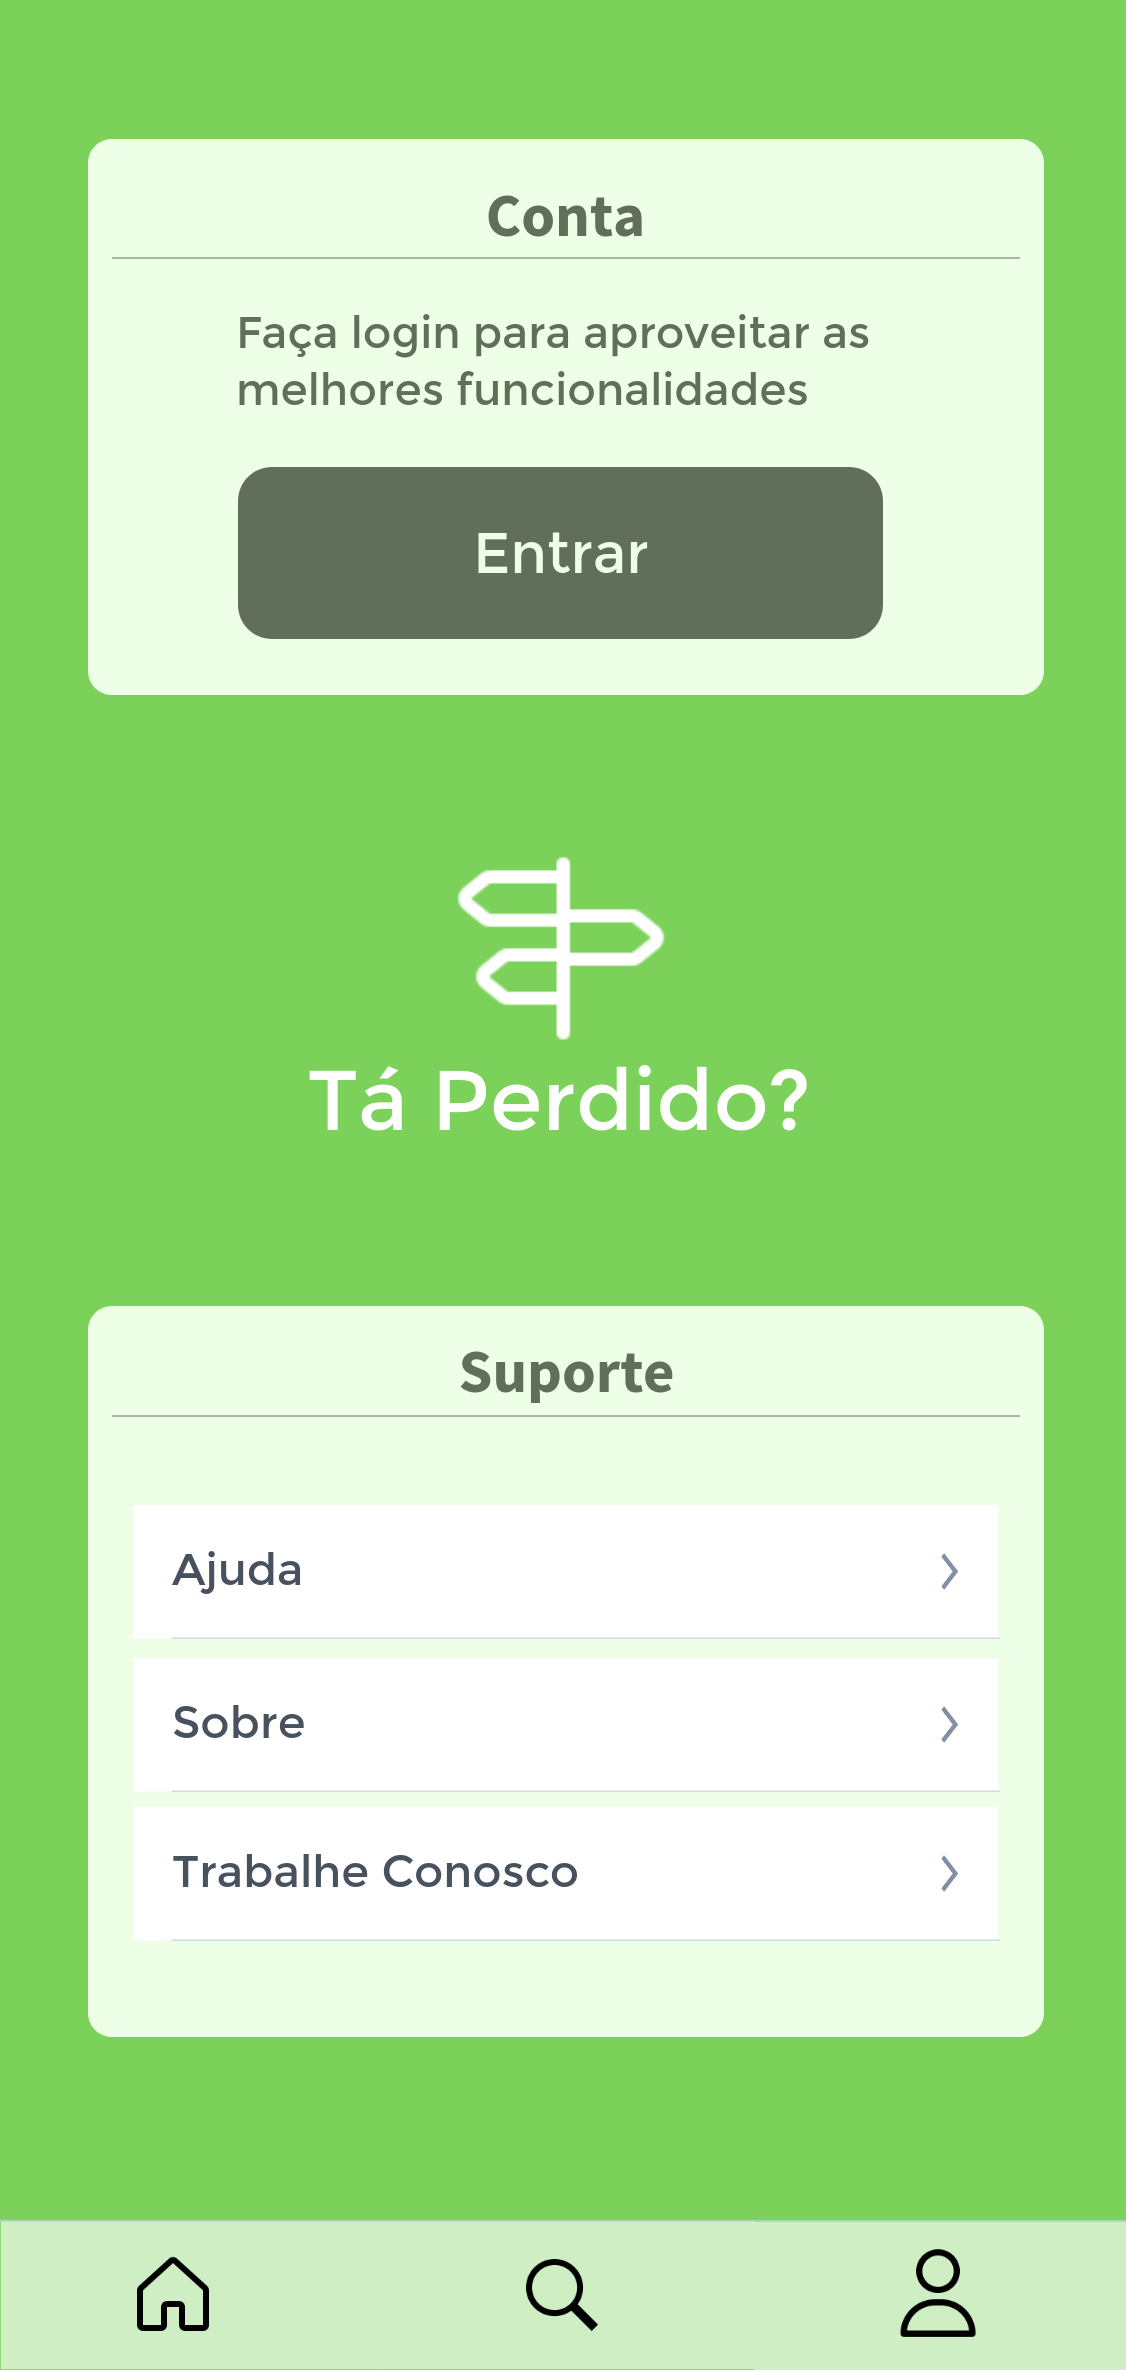 Conta
Faça login para aproveitar as
melhores funcionalidades
Entrar
Tá Perdido?
Suporte
Ajuda
Sobre
Trabalhe Conosco